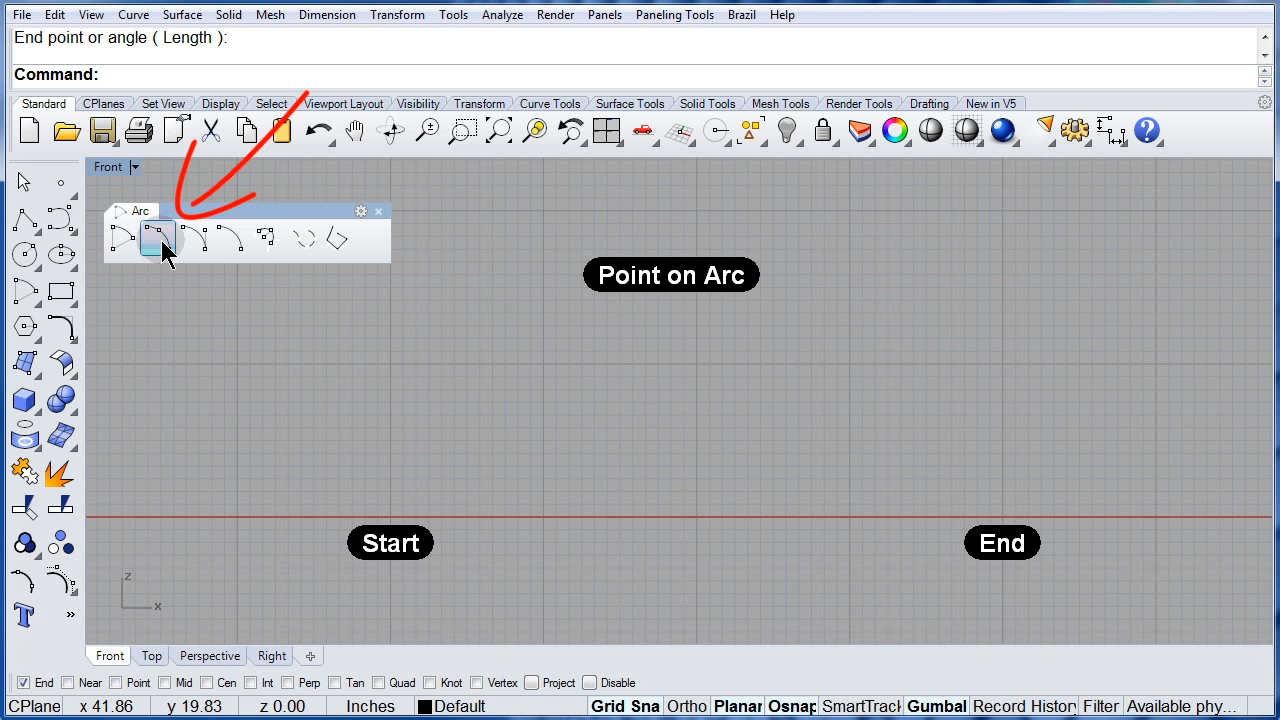 File Edit View Curve Surface Solid Mesh Dimension Transform Tools Analyze Render Panels Paneling Tools Brazil Help
End point or angle ( Length ):
Command:
Standard CPlanes Set View Display Select Viewport Layout Visibility Transform Curve Tools Surface Tools Solid Tools Mesh Tools Render Tools Drafting New in V5
Front
Arc
Point on Arc
Start
End
z
x
Front Top Perspective Right
End Near Point Mid Cen Int Perp Tan Quad Knot Vertex Project Disable
CPlane x 41.86 y 19.83 z 0.00 Inches Default Grid Sna Ortho Planar Osnap SmartTrack Gumbal Record History Filter Available phy...